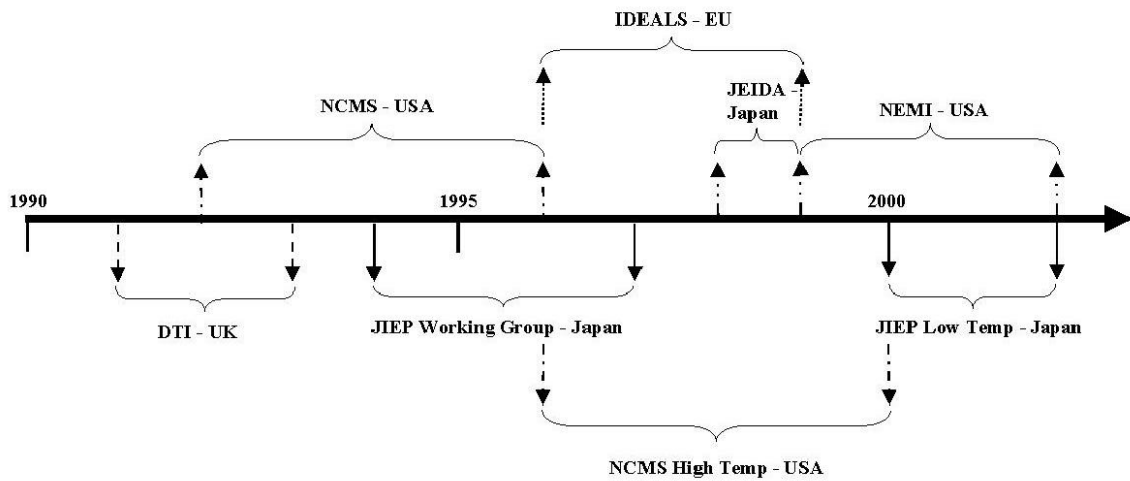 IDEALS - EU
JEIDA -
Japan
NCMS - USA
NEMI - USA
1990
1995
2000
DTI - UK
JIEP Working Group - Japan
JIEP Low Temp - Japan
NCMS High Temp - USA